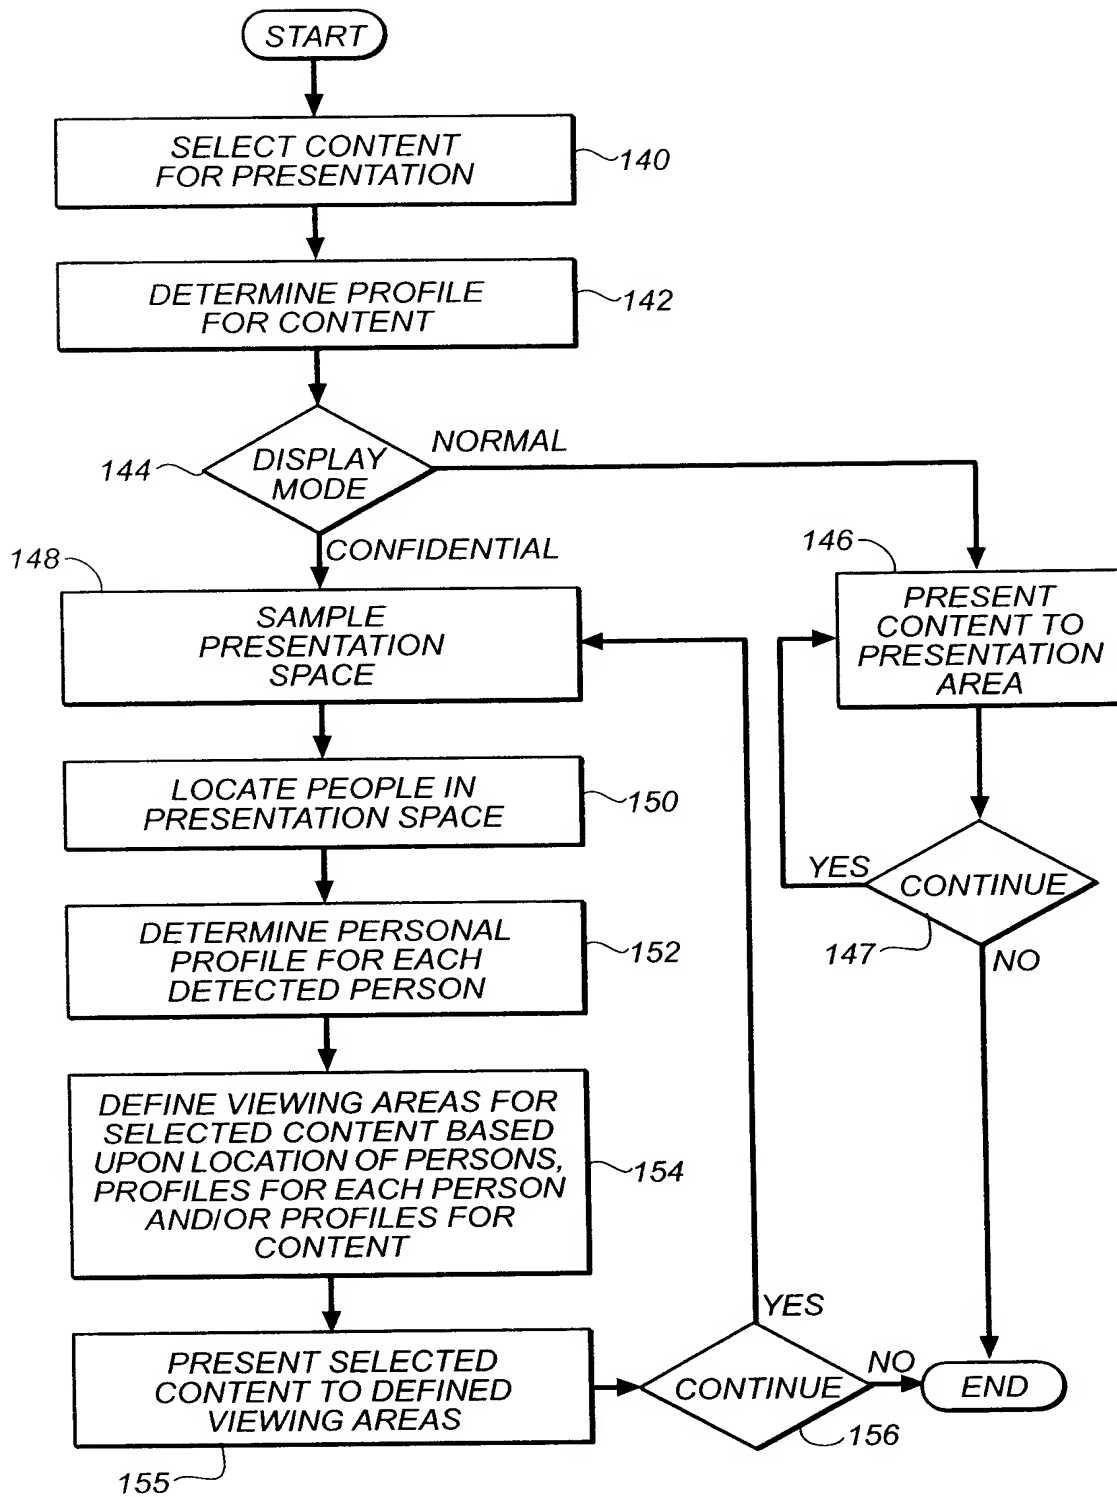 START
SELECT CONTENT
FOR PRESENTATION
140
DETERMINE PROFILE
FOR CONTENT
142
DISPLAY
MODE
144
NORMAL
CONFIDENTIAL
148
SAMPLE
PRESENTATION
SPACE
146
PRESENT
CONTENT TO
PRESENTATION
AREA
LOCATE PEOPLE IN
PRESENTATION SPACE
150
YES
CONTINUE
147
NO
DETERMINE PERSONAL
PROFILE FOR EACH
DETECTED PERSON
152
DEFINE VIEWING AREAS FOR
SELECTED CONTENT BASED
UPON LOCATION OF PERSONS,
PROFILES FOR EACH PERSON
AND/OR PROFILES FOR
CONTENT
154
PRESENT SELECTED
CONTENT TO DEFINED
VIEWING AREAS
155
YES
CONTINUE
156
NO
END